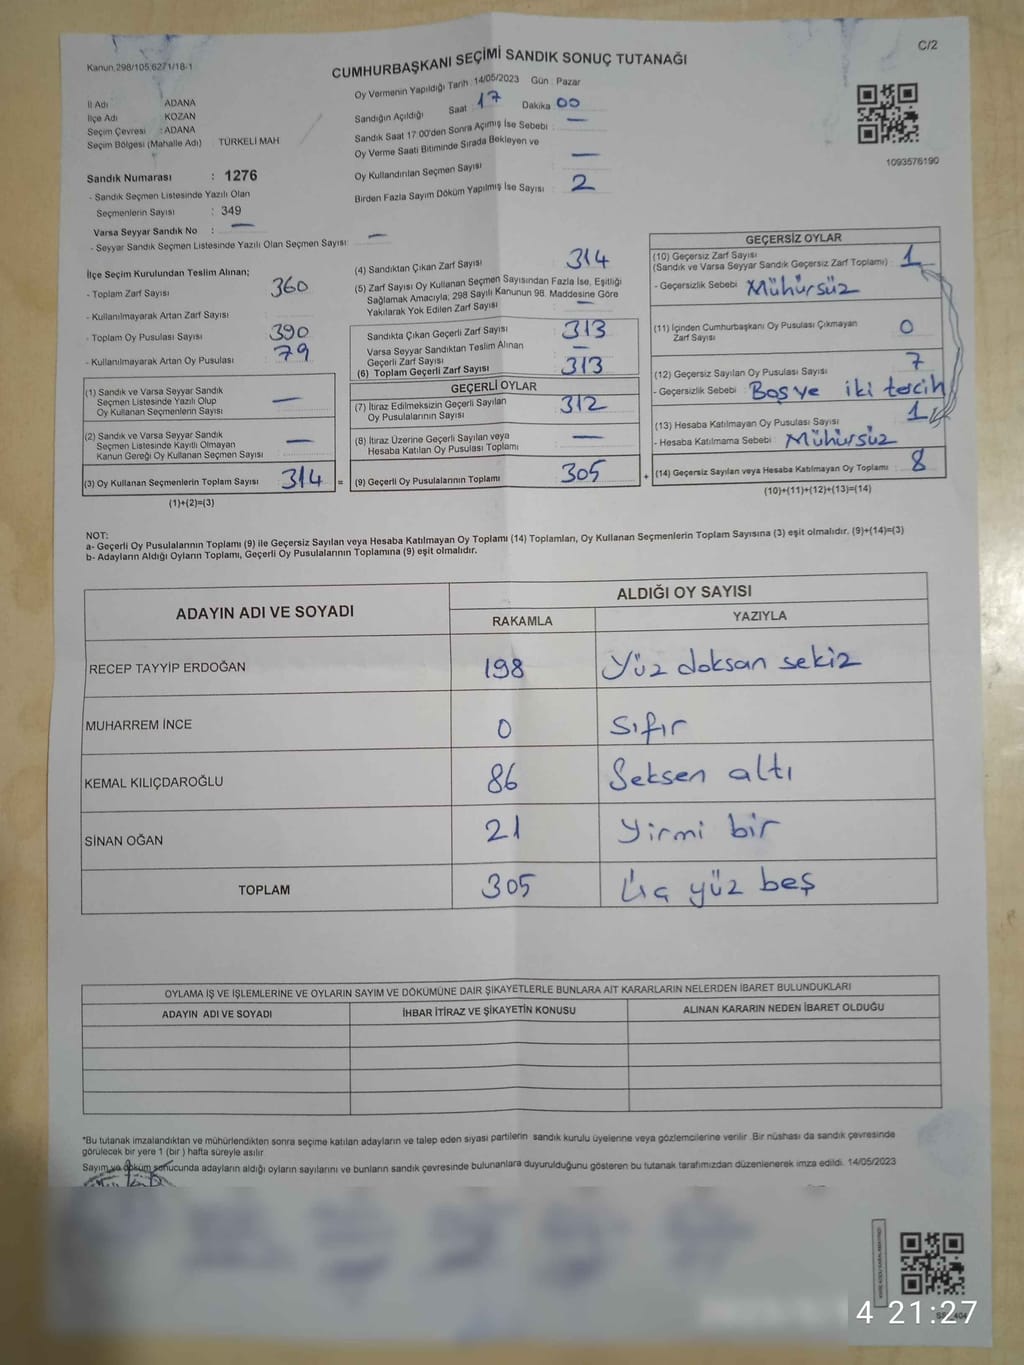 C/2
Kanun.298/105,6271/18-1
CUMHURBAŞKANI SEÇİMİ SANDIK SONUÇ TUTANAĞI
Oy Vermenin Yapıldığı Tarih : 14/05/2023 Gün : Pazar
İl Adı ADANA
İlçe Adı KOZAN
Seçim Çevresi : ADANA
Seçim Bölgesi (Mahalle Adı) TÜRKELİ MAH
Sandık Numarası : 1276
- Sandık Seçmen Listesinde Yazılı Olan
Seçmenlerin Sayısı : 349
Varsa Seyyar Sandık No : —
- Seyyar Sandık Seçmen Listesinde Yazılı Olan Seçmen Sayısı: —
Sandığın Açıldığı Saat : 17 Dakika 00
Sandık Saat 17:00'den Sonra Açımış İse Sebebi : —
Oy Verme Saati Bitiminde Sırada Bekleyen ve
Oy Kullandırılan Seçmen Sayısı —
Birden Fazla Sayım Döküm Yapılmış İse Sayısı : 2
1093576190
İlçe Seçim Kurulundan Teslim Alınan;
- Toplam Zarf Sayısı 360
- Kullanılmayarak Artan Zarf Sayısı :
- Toplam Oy Pusulası Sayısı 390
- Kullanılmayarak Artan Oy Pusulası 79
(1) Sandık ve Varsa Seyyar Sandık
Seçmen Listesinde Yazılı Olup
Oy Kullanan Seçmenlerin Sayısı —
(2) Sandık ve Varsa Seyyar Sandık
Seçmen Listesinde Kayıtlı Olmayan
Kanun Gereği Oy Kullanan Seçmen Sayısı —
(3) Oy Kullanan Seçmenlerin Toplam Sayısı 314 =
(1)+(2)=(3)
(4) Sandıktan Çıkan Zarf Sayısı 314
(5) Zarf Sayısı Oy Kullanan Seçmen Sayısından Fazla İse, Eşitliği
Sağlamak Amacıyla; 298 Sayılı Kanunun 98. Maddesine Göre
Yakılarak Yok Edilen Zarf Sayısı —
Sandıkta Çıkan Geçerli Zarf Sayısı 313
Varsa Seyyar Sandıktan Teslim Alınan
Geçerli Zarf Sayısı —
(6) Toplam Geçerli Zarf Sayısı 313
GEÇERLİ OYLAR
(7) İtiraz Edilmeksizin Geçerli Sayılan
Oy Pusulalarının Sayısı 312
(8) İtiraz Üzerine Geçerli Sayılan veya
Hesaba Katılan Oy Pusulası Toplamı —
(9) Geçerli Oy Pusulalarının Toplamı 305 +
GEÇERSİZ OYLAR
(10) Geçersiz Zarf Sayısı
(Sandık ve Varsa Seyyar Sandık Geçersiz Zarf Toplamı) : 1
- Geçersizlik Sebebi Mühürsüz
(11) İçinden Cumhurbaşkanı Oy Pusulası Çıkmayan
Zarf Sayısı 0
(12) Geçersiz Sayılan Oy Pusulası Sayısı 7
- Geçersizlik Sebebi Boş ve iki tercih
(13) Hesaba Katılmayan Oy Pusulası Sayısı 1
- Hesaba Katılmama Sebebi Mühürsüz
(14) Geçersiz Sayılan veya Hesaba Katılmayan Oy Toplamı : 8
(10)+(11)+(12)+(13)=(14)
NOT:
a- Geçerli Oy Pusulalarının Toplamı (9) ile Geçersiz Sayılan veya Hesaba Katılmayan Oy Toplamı (14) Toplamları, Oy Kullanan Seçmenlerin Toplam Sayısına (3) eşit olmalıdır. (9)+(14)=(3)
b- Adayların Aldığı Oyların Toplamı, Geçerli Oy Pusulalarının Toplamına (9) eşit olmalıdır.
ADAYIN ADI VE SOYADI ALDIĞI OY SAYISI
RAKAMLA YAZIYLA
RECEP TAYYİP ERDOĞAN 198 Yüz doksan sekiz
MUHARREM İNCE 0 Sıfır
KEMAL KILIÇDAROĞLU 86 Seksen altı
SİNAN OĞAN 21 Yirmi bir
TOPLAM 305 Üç yüz beş
OYLAMA İŞ VE İŞLEMLERİNE VE OYLARIN SAYIM VE DÖKÜMÜNE DAİR ŞİKAYETLERLE BUNLARA AİT KARARLARIN NELERDEN İBARET BULUNDUKLARI
ADAYIN ADI VE SOYADI İHBAR İTİRAZ VE ŞİKAYETİN KONUSU ALINAN KARARIN NEDEN İBARET OLDUĞU
*Bu tutanak imzalandıktan ve mühürlendikten sonra seçime katılan adayların ve talep eden siyasi partilerin sandık kurulu üyelerine veya gözlemcilerine verilir. Bir nüshası da sandık çevresinde
görülecek bir yere 1 (bir) hafta süreyle asılır
Sayım ve döküm sonucunda adayların aldığı oyların sayılarını ve bunların sandık çevresinde bulunanlara duyurulduğunu gösteren bu tutanak tarafımızdan düzenlenerek imza edildi. 14/05/2023
4 21:27